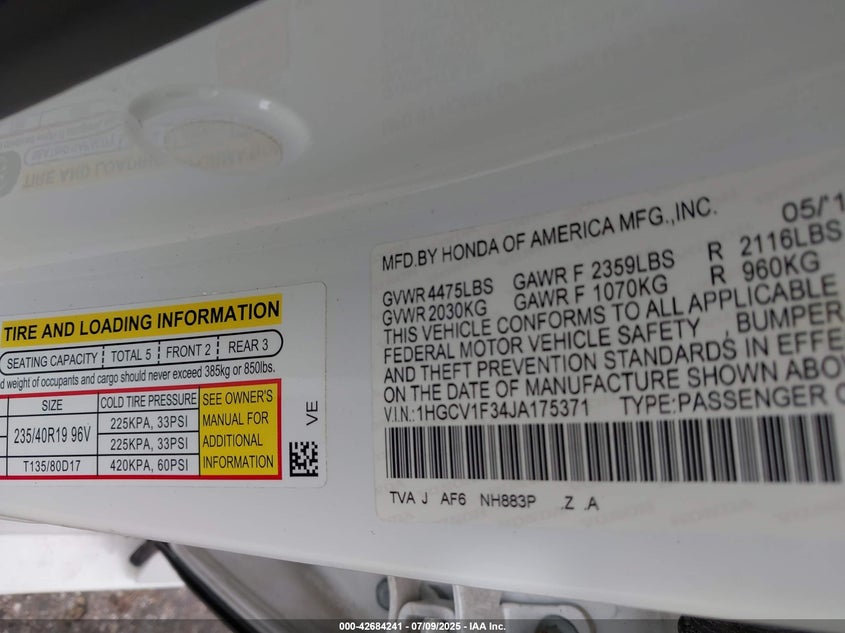 TIRE AND LOADING INFORMATION
SEATING CAPACITY TOTAL 5 FRONT 2 REAR 3
d weight of occupants and cargo should never exceed 385kg or 850lbs.
SIZE COLD TIRE PRESSURE SEE OWNER'S MANUAL FOR ADDITIONAL INFORMATION
235/40R19 96V 225KPA, 33PSI
225KPA, 33PSI
T135/80D17 420KPA, 60PSI
VE
MFD.BY HONDA OF AMERICA MFG.,INC. 05/1
GVWR 4475LBS GAWR F 2359LBS R 2116LBS
GVWR 2030KG GAWR F 1070KG R 960KG
THIS VEHICLE CONFORMS TO ALL APPLICABLE
FEDERAL MOTOR VEHICLE SAFETY , BUMPER
AND THEFT PREVENTION STANDARDS IN EFFE
ON THE DATE OF MANUFACTURE SHOWN ABO
V.I.N.:1HGCV1F34JA175371 TYPE:PASSENGER
TVA J AF6 NH883P .Z .A
000-42684241 | 07/09/2025 - IAA Inc.